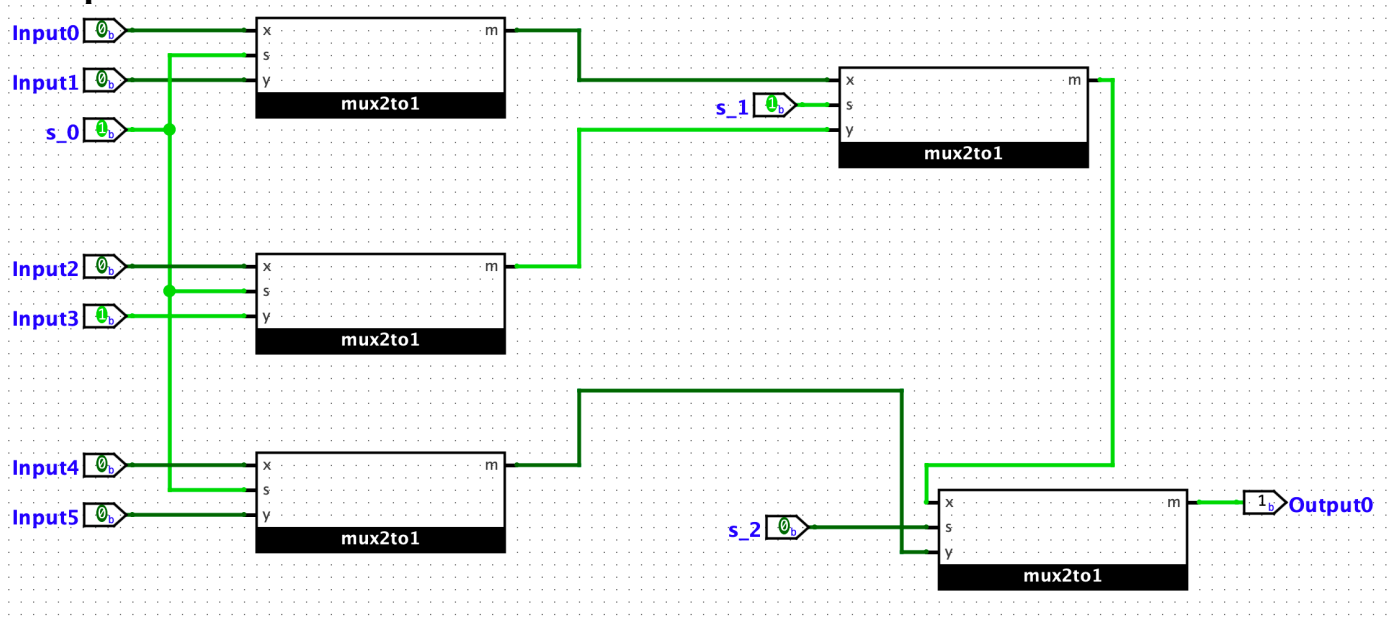 Input0 0b x m
s
Input1 0b y
mux2to1
s_0 1b
x m
s_1 1b s
y
mux2to1
Input2 0b x m
s
Input3 1b y
mux2to1
Input4 0b x m
s
Input5 0b y
mux2to1
x m 1b Output0
s_2 0b s
y
mux2to1